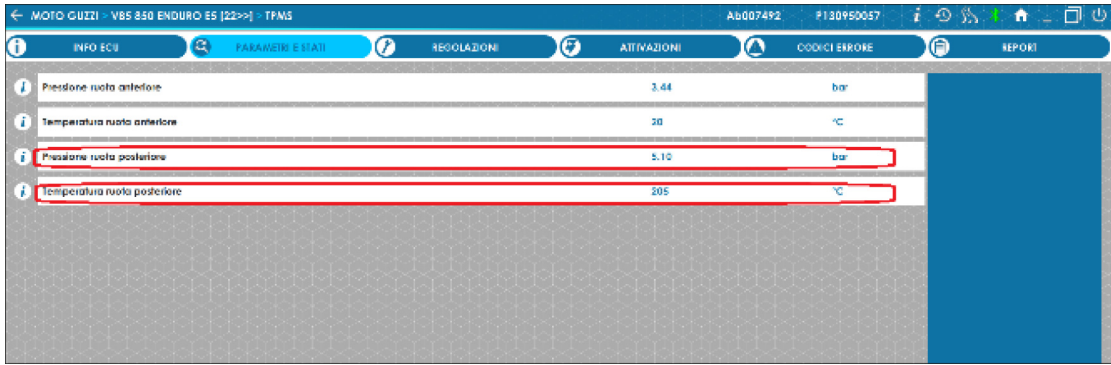 MOTO GUZZI > V85 850 ENDURO E5 [22>>] > TPMS Ab007492 P130950057
INFO ECU PARAMETRI E STATI REGOLAZIONI ATTIVAZIONI CODICI ERRORE REPORT
Pressione ruota anteriore 3.44 bar
Temperatura ruota anteriore 20 °C
Pressione ruota posteriore 5.10 bar
Temperatura ruota posteriore 205 °C